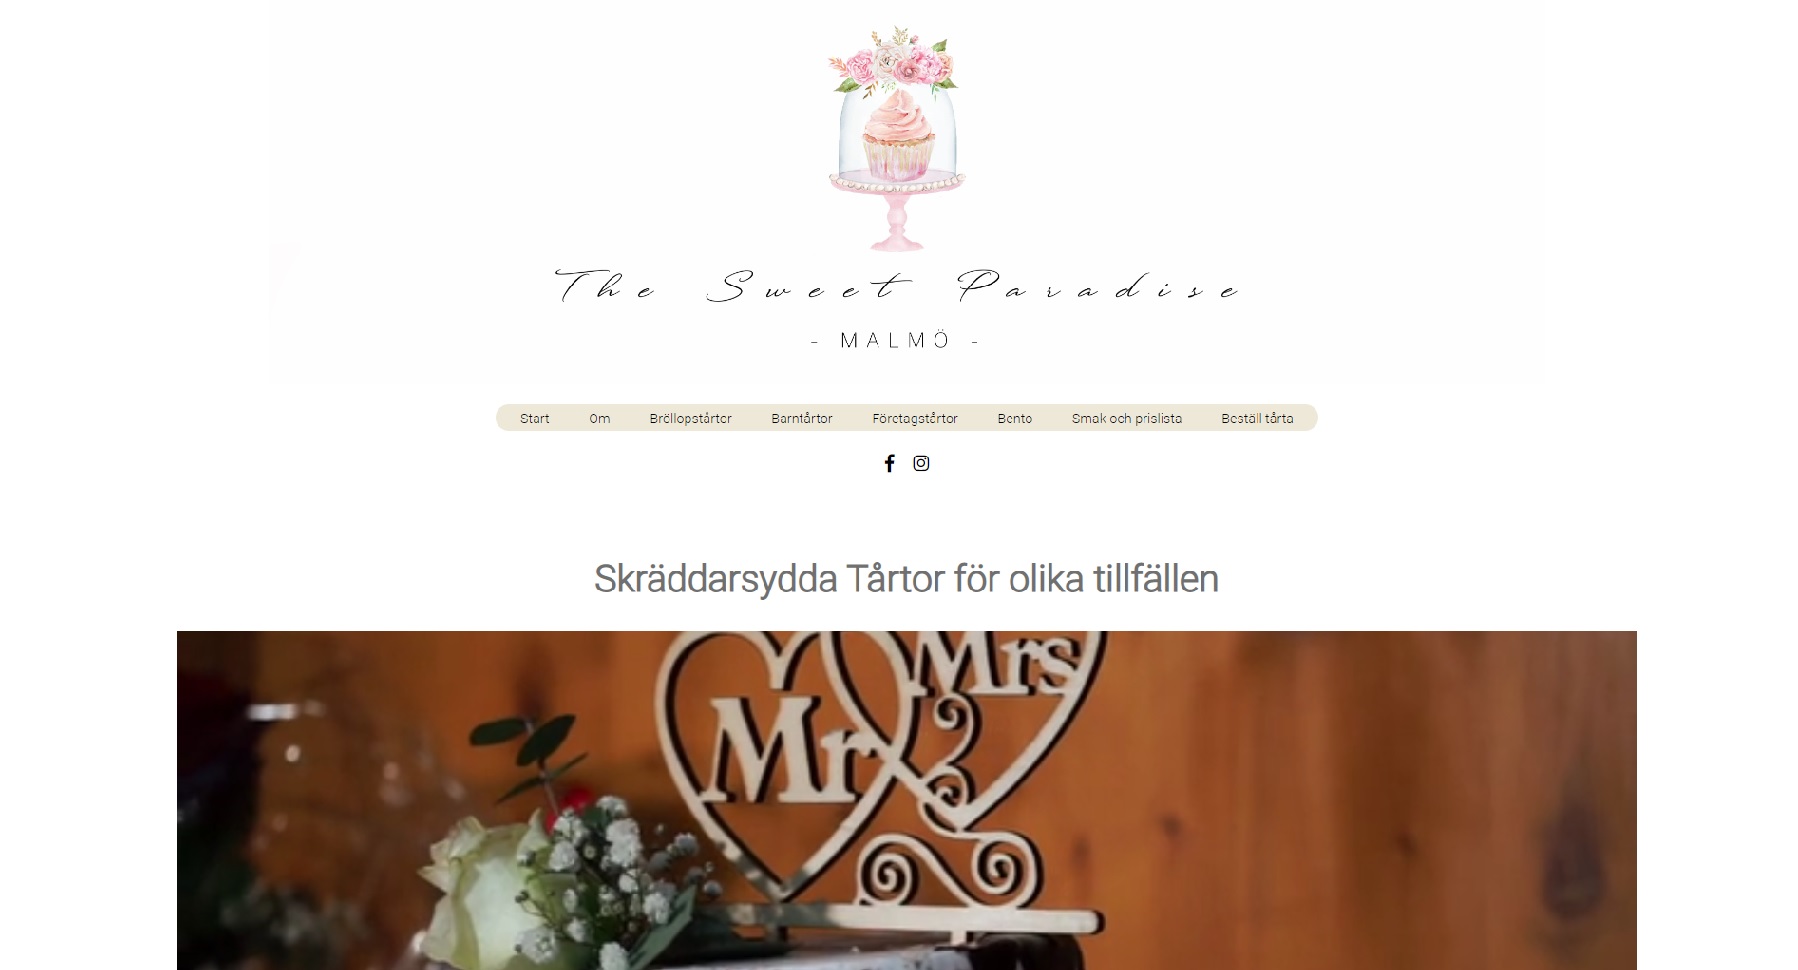 The Sweet Paradise
- MALMÖ -
Start Om Bröllopstårtor Barntårtor Företagstårtor Bento Smak och prislista Beställ tårta
Skräddarsydda Tårtor för olika tillfällen
Mrs
Mr